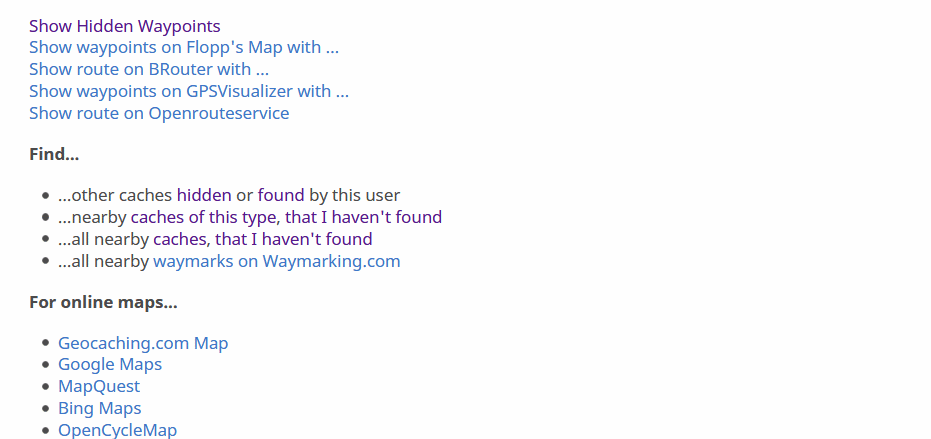 Show Hidden Waypoints
Show waypoints on Flopp's Map with ...
Show route on BRouter with ...
Show waypoints on GPSVisualizer with ...
Show route on Openrouteservice
Find...
...other caches hidden or found by this user
...nearby caches of this type, that I haven't found
...all nearby caches, that I haven't found
...all nearby waymarks on Waymarking.com
For online maps...
Geocaching.com Map
Google Maps
MapQuest
Bing Maps
OpenCycleMap